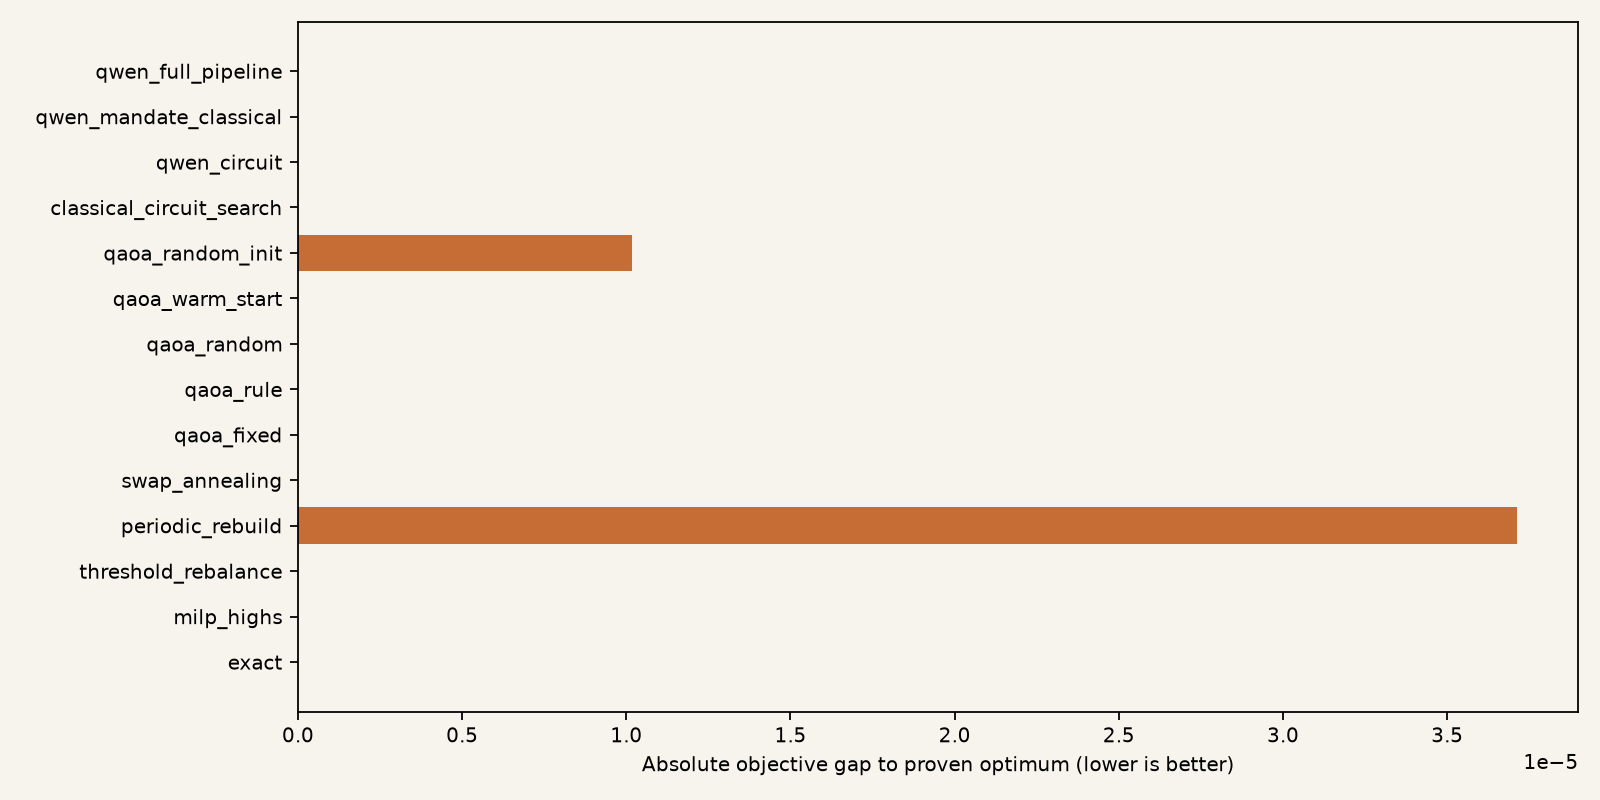 qwen_full_pipeline
qwen_mandate_classical
qwen_circuit
classical_circuit_search
qaoa_random_init
qaoa_warm_start
qaoa_random
qaoa_rule
qaoa_fixed
swap_annealing
periodic_rebuild
threshold_rebalance
milp_highs
exact
0.0 0.5 1.0 1.5 2.0 2.5 3.0 3.5
Absolute objective gap to proven optimum (lower is better)
1e−5